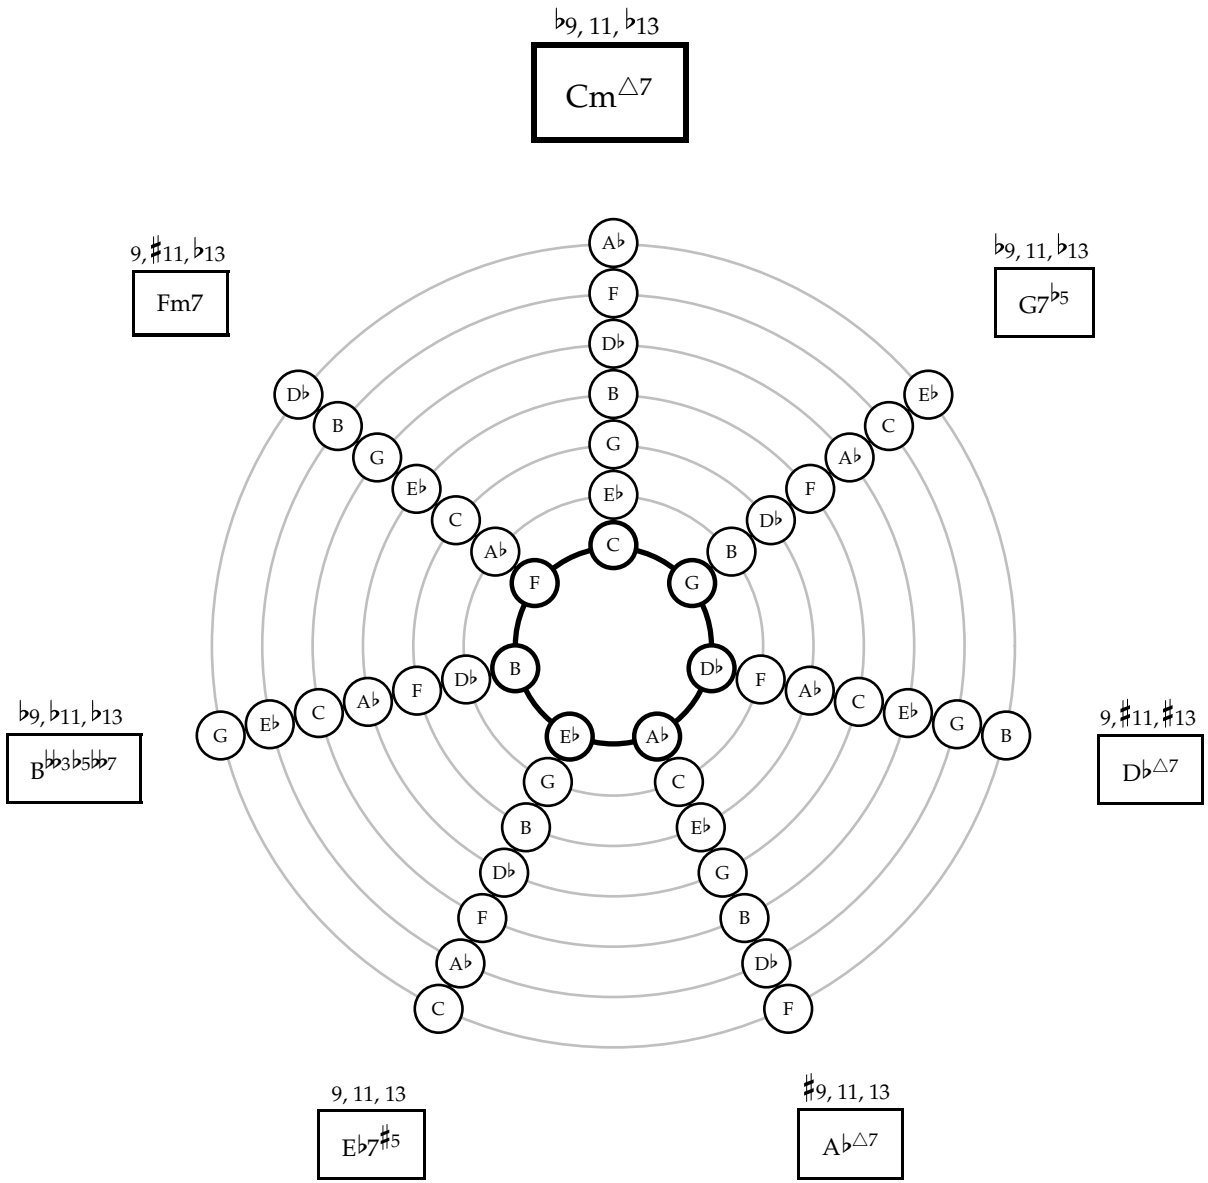 ♭9, 11, ♭13
Cm△7
9, ♯11, ♭13
Fm7
♭9, 11, ♭13
G7♭5
A♭
F
D♭
B
G
E♭
C
D♭
B
G
E♭
C
A♭
F
E♭
C
A♭
F
D♭
B
G
♭9, ♭11, ♭13
B♭♭3♭5♭♭7
G
E♭
C
A♭
F
D♭
B
D♭
F
A♭
C
E♭
G
B
9, ♯11, ♯13
D♭△7
E♭
G
B
D♭
F
A♭
C
A♭
C
E♭
G
B
D♭
F
9, 11, 13
E♭7♯5
♯9, 11, 13
A♭△7